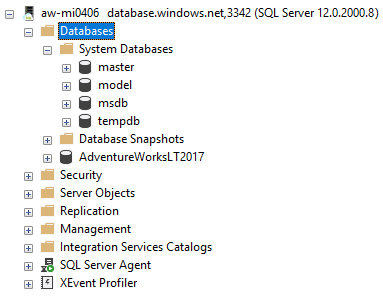 aw-mi0406 database.windows.net,3342 (SQL Server 12.0.2000.8)
Databases
System Databases
master
model
msdb
tempdb
Database Snapshots
AdventureWorksLT2017
Security
Server Objects
Replication
Management
Integration Services Catalogs
SQL Server Agent
XEvent Profiler